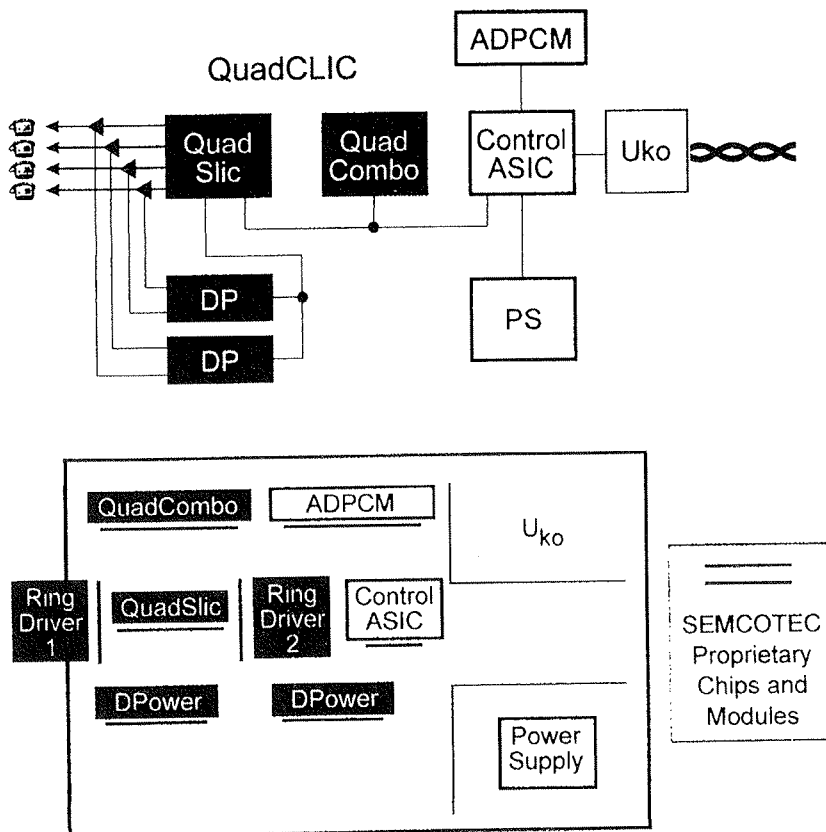 ADPCM
QuadCLIC
Quad
Slic
Quad
Combo
Control
ASIC
Uko
DP
DP
PS
QuadCombo
ADPCM
Uko
Ring
Driver
1
QuadSlic
Ring
Driver
2
Control
ASIC
DPower
DPower
Power
Supply
SEMCOTEC
Proprietary
Chips and
Modules